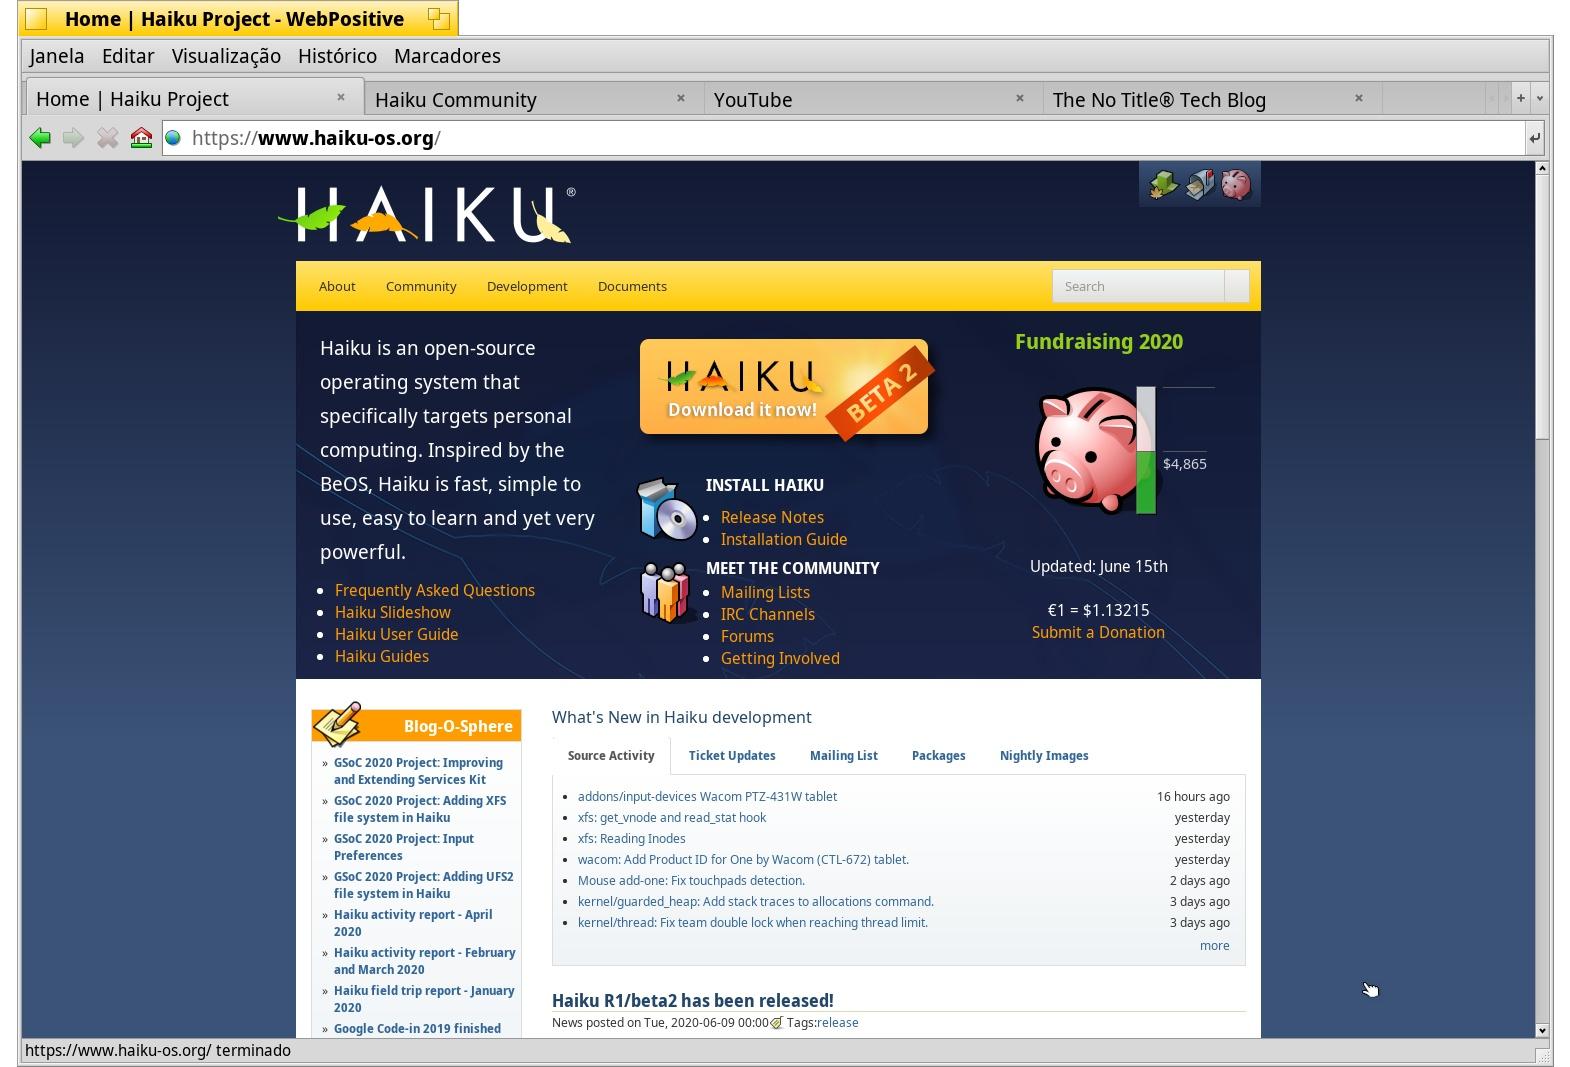 Home | Haiku Project - WebPositive
Janela Editar Visualização Histórico Marcadores
Home | Haiku Project × Haiku Community × YouTube × The No Title® Tech Blog × +
https://www.haiku-os.org/
HAIKU®
About Community Development Documents Search
Haiku is an open-source
operating system that
specifically targets personal
computing. Inspired by the
BeOS, Haiku is fast, simple to
use, easy to learn and yet very
powerful.
• Frequently Asked Questions
• Haiku Slideshow
• Haiku User Guide
• Haiku Guides
HAIKU
Download it now!
BETA 2
INSTALL HAIKU
• Release Notes
• Installation Guide
MEET THE COMMUNITY
• Mailing Lists
• IRC Channels
• Forums
• Getting Involved
Fundraising 2020
$4,865
Updated: June 15th
€1 = $1.13215
Submit a Donation
Blog-O-Sphere
» GSoC 2020 Project: Improving
and Extending Services Kit
» GSoC 2020 Project: Adding XFS
file system in Haiku
» GSoC 2020 Project: Input
Preferences
» GSoC 2020 Project: Adding UFS2
file system in Haiku
» Haiku activity report - April
2020
» Haiku activity report - February
and March 2020
» Haiku field trip report - January
2020
» Google Code-in 2019 finished
What's New in Haiku development
Source Activity Ticket Updates Mailing List Packages Nightly Images
• addons/input-devices Wacom PTZ-431W tablet 16 hours ago
• xfs: get_vnode and read_stat hook yesterday
• xfs: Reading Inodes yesterday
• wacom: Add Product ID for One by Wacom (CTL-672) tablet. yesterday
• Mouse add-one: Fix touchpads detection. 2 days ago
• kernel/guarded_heap: Add stack traces to allocations command. 3 days ago
• kernel/thread: Fix team double lock when reaching thread limit. 3 days ago
more
Haiku R1/beta2 has been released!
News posted on Tue, 2020-06-09 00:00 Tags:release
https://www.haiku-os.org/ terminado